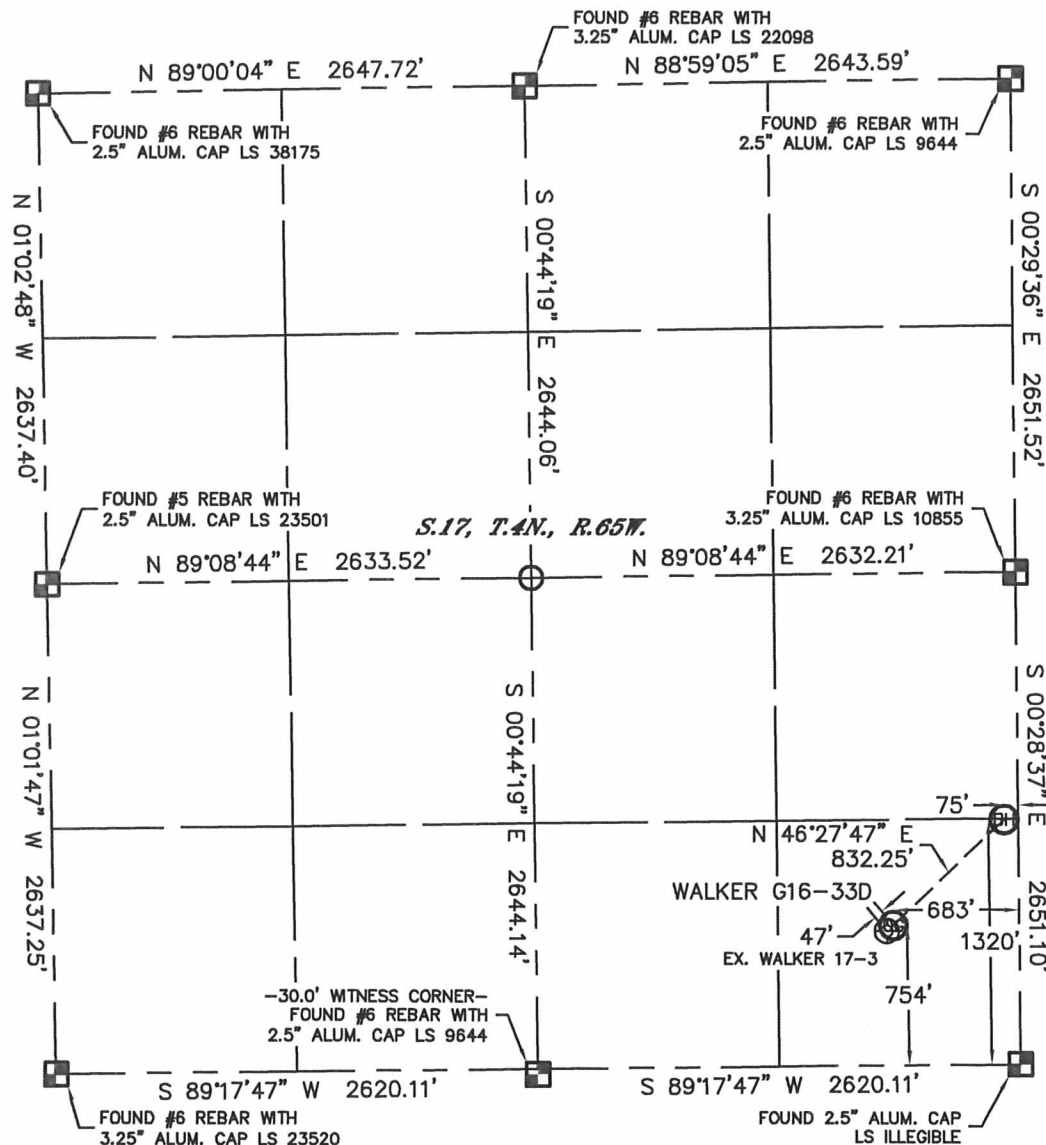 FOUND #6 REBAR WITH
3.25" ALUM. CAP LS 22098
N 89°00'04" E 2647.72'
N 88°59'05" E 2643.59'
FOUND #6 REBAR WITH
2.5" ALUM. CAP LS 38175
FOUND #6 REBAR WITH
2.5" ALUM. CAP LS 9644
N 01°02'48" W 2637.40'
S 00°44'19" E 2644.06'
S 00°29'36" E 2651.52'
FOUND #5 REBAR WITH
2.5" ALUM. CAP LS 23501
FOUND #6 REBAR WITH
3.25" ALUM. CAP LS 10855
S.17, T.4N., R.65W.
N 89°08'44" E 2633.52'
N 89°08'44" E 2632.21'
N 01°01'47" W 2637.25'
S 00°44'19" E 2644.14'
S 00°28'37" E 2651.10'
75'
BH
N 46°27'47" E
832.25'
WALKER G16-33D
683'
47'
1320'
EX. WALKER 17-3
754'
-30.0' WITNESS CORNER-
FOUND #6 REBAR WITH
2.5" ALUM. CAP LS 9644
S 89°17'47" W 2620.11'
S 89°17'47" W 2620.11'
FOUND #6 REBAR WITH
3.25" ALUM. CAP LS 23520
FOUND 2.5" ALUM. CAP
LS ILLEGIBLE